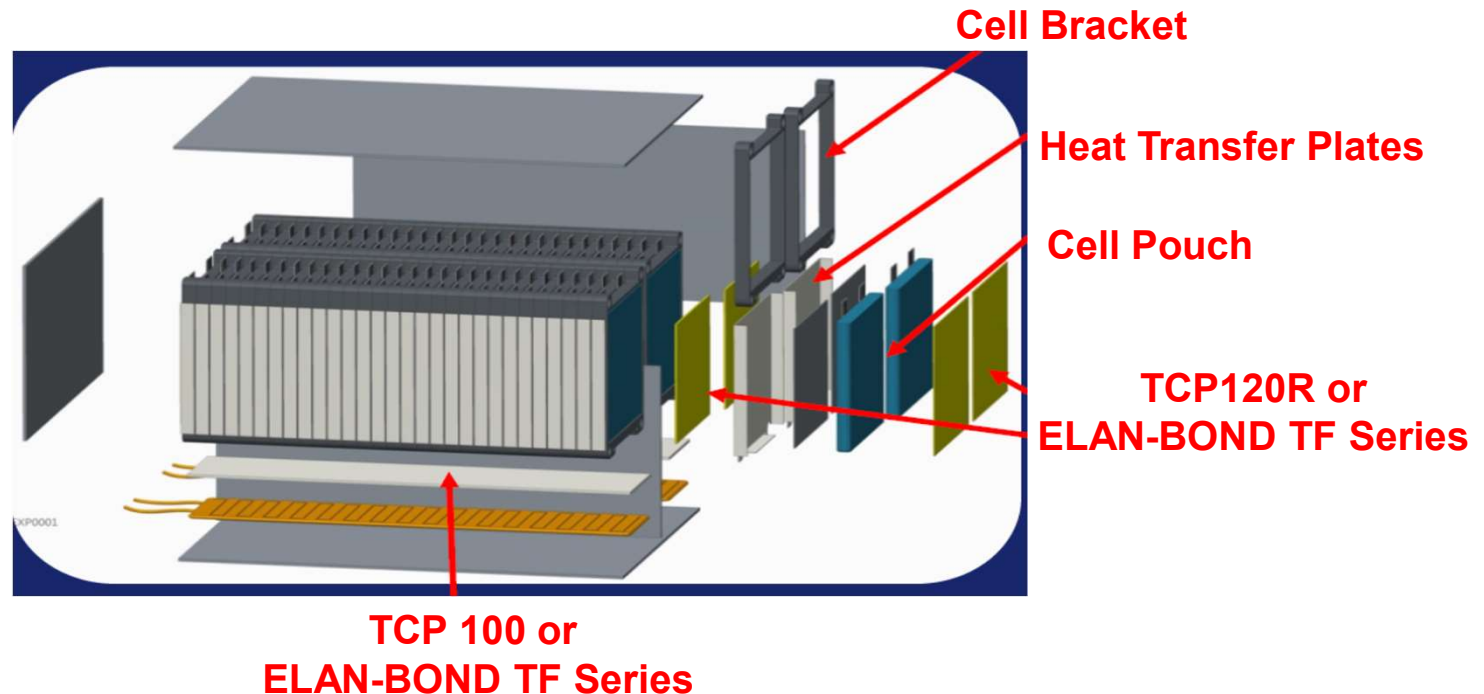 Cell Bracket
Heat Transfer Plates
Cell Pouch
TCP120R or
ELAN-BOND TF Series
XP0001
TCP 100 or
ELAN-BOND TF Series